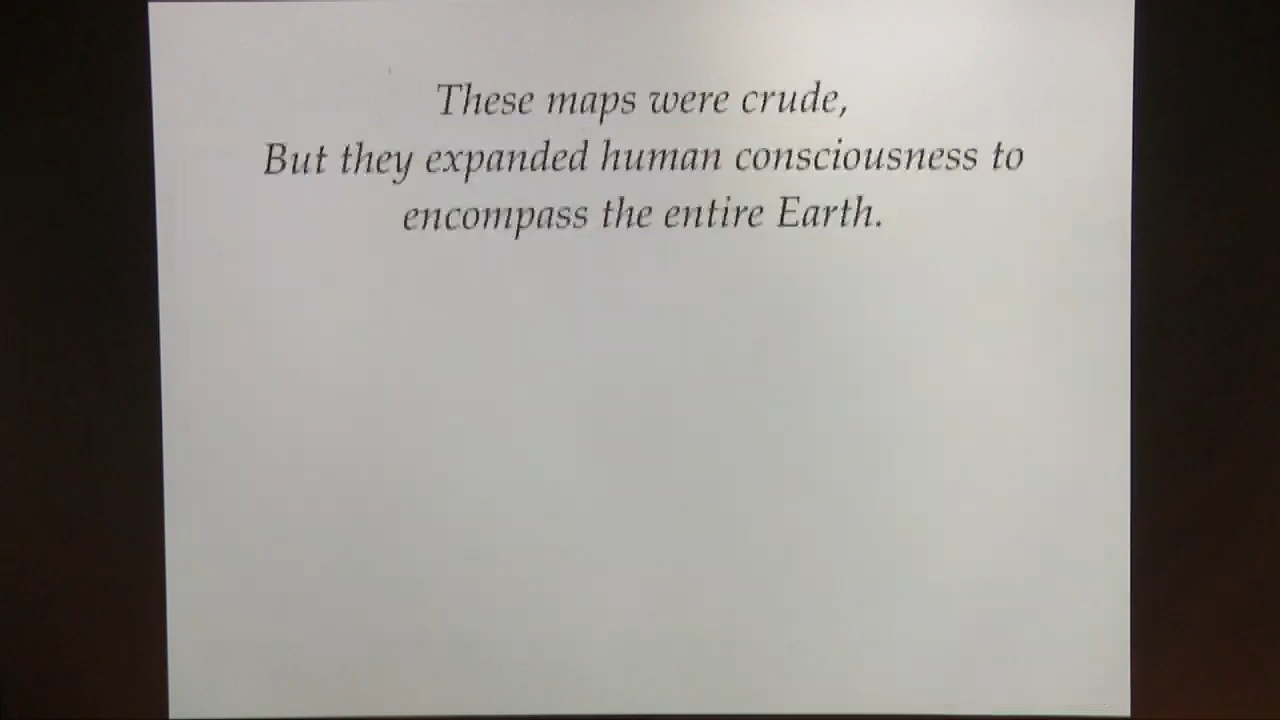 These maps were crude,
But they expanded human consciousness to
encompass the entire Earth.